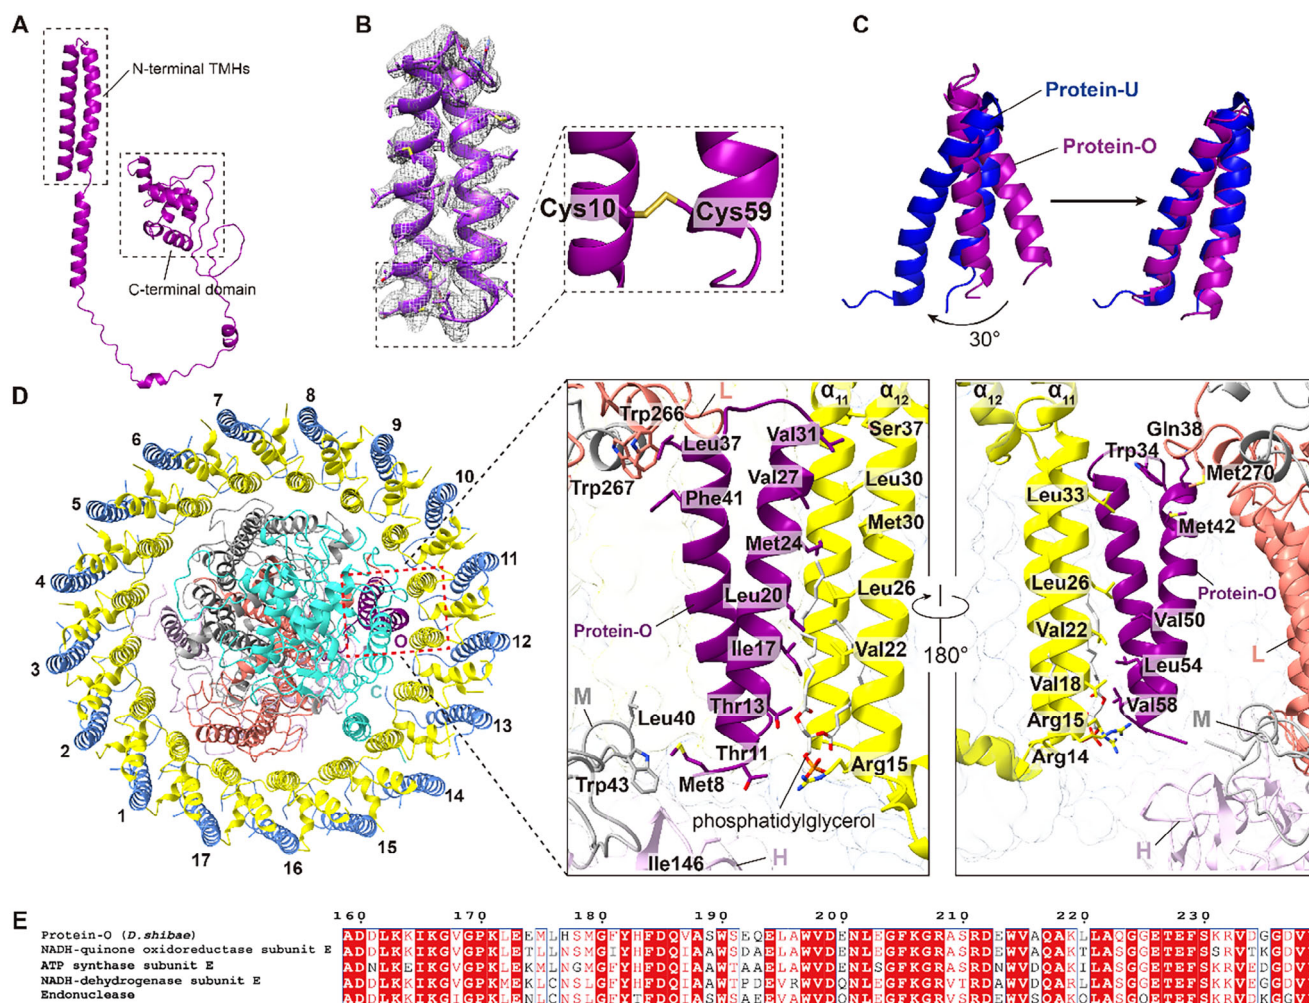 A
N-terminal TMHs
C-terminal domain
B
Cys10
Cys59
C
Protein-U
Protein-O
30°
D
1
2
3
4
5
6
7
8
9
10
11
12
13
14
15
16
17
O
C
L
α11
α12
Trp266
Leu37
Val31
Ser37
Trp267
Phe41
Val27
Leu30
Met24
Met30
Leu20
Leu26
Protein-O
Ile17
Val22
Thr13
M
Leu40
Thr11
Trp43
Met8
Arg15
phosphatidylglycerol
Ile146
H
180°
α12
α11
Gln38
Trp34
Met270
Leu33
Met42
Leu26
Protein-O
Val22
Val50
Leu54
L
Val18
Val58
M
Arg15
Arg14
H
E
160 170 180 190 200 210 220 230
Protein-O (D.shibae) ADDLKKIKGVGPKLEEMLHSMGFYHFDQVASWSEQELAWVDENLEGFKGRASRDEWVAQAKLLAQGGETEFSKRVTGGDV
NADH-quinone oxidoreductase subunit E
ATP synthase subunit E
NADH-dehydrogenase subunit E
Endonuclease